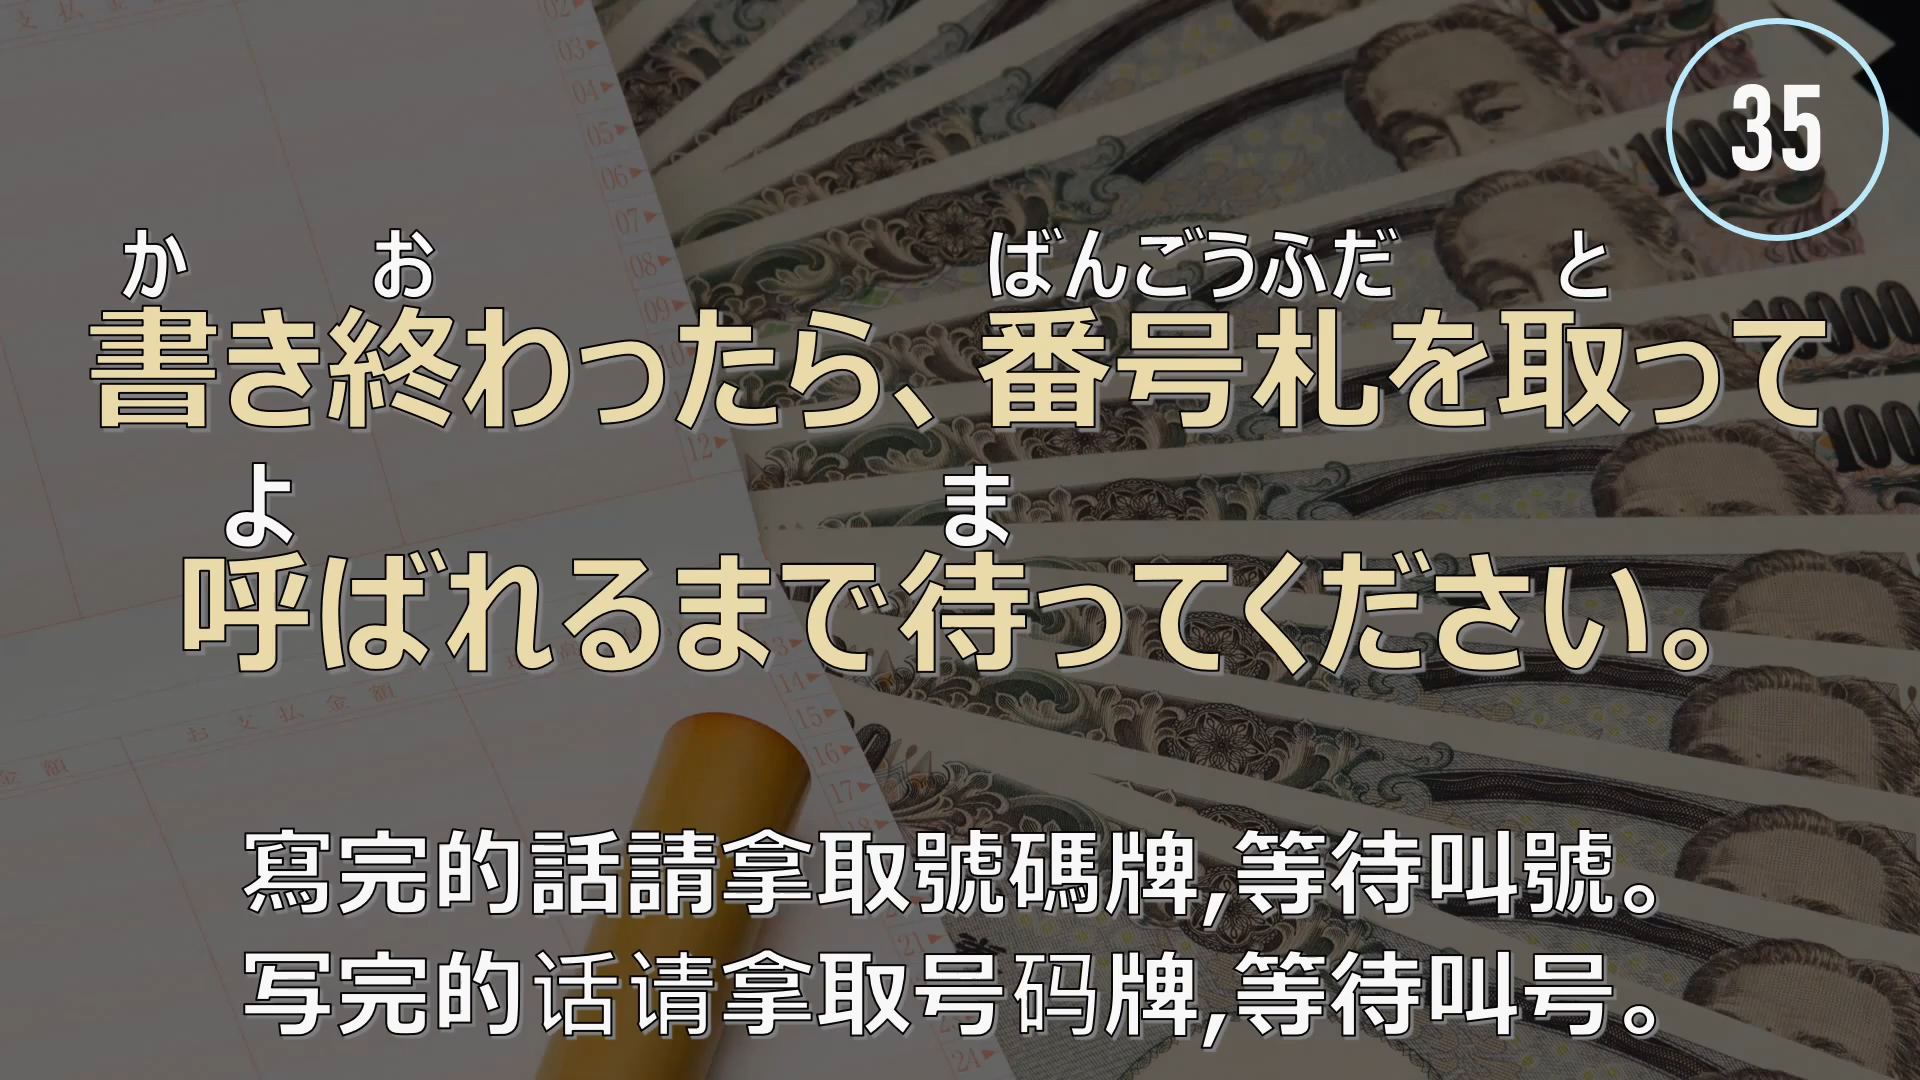 35
か お ばんごうふだ と
書き終わったら、番号札を取って
よ ま
呼ばれるまで待ってください。
寫完的話請拿取號碼牌,等待叫號。
写完的话请拿取号码牌,等待叫号。